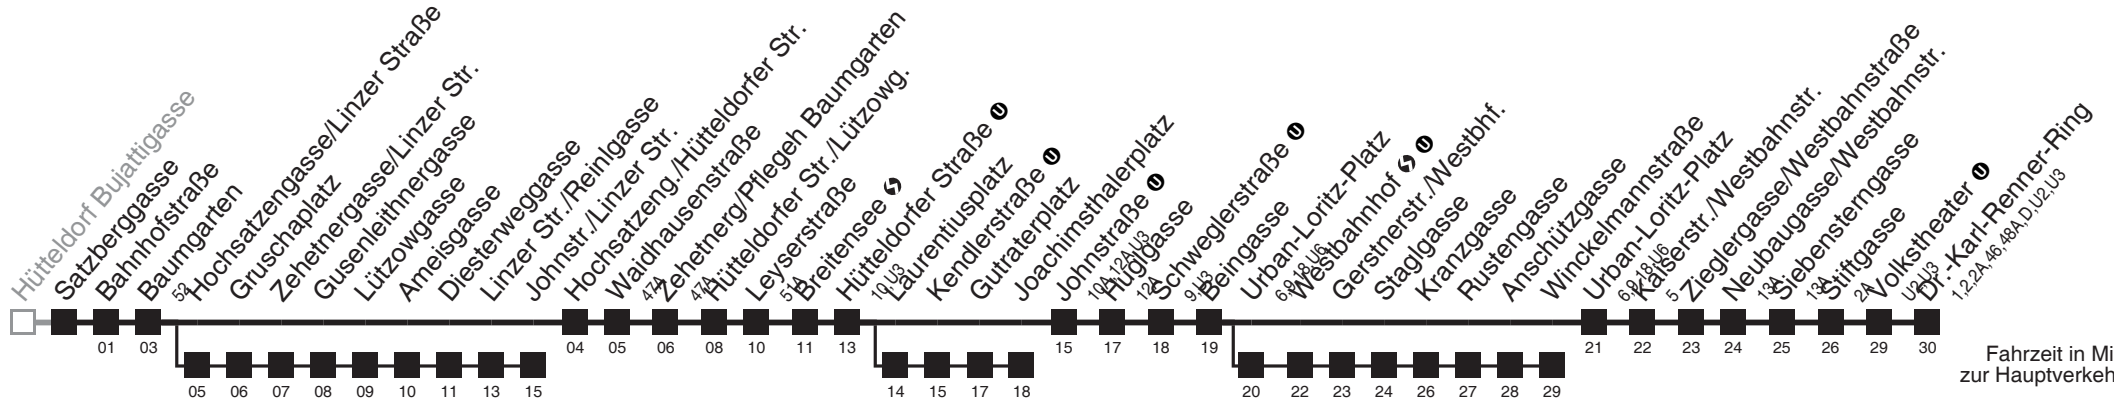 Hütteldorf Bujattigasse
Satzberggasse
Bahnhofstraße
Baumgarten
52
Hochsatzengasse/Linzer Straße
Gruschaplatz
Zehetnergasse/Linzer Str.
Gusenleithnergasse
Lützowgasse
Ameisgasse
Diesterweggasse
Linzer Str./Reinlgasse
Johnstr./Linzer Str.
Hochsatzeng./Hütteldorfer Str.
Waidhausenstraße
47A
Zehetnerg/Pflegeh Baumgarten
47A
Hütteldorfer Str./Lützowg.
Leyserstraße
51A
Breitensee
Hütteldorfer Straße U
10,U3
Laurentiusplatz
Kendlerstraße U
Gutraterplatz
Joachimsthalerplatz
Johnstraße U
10A,12A,U3
Huglgasse
12A
Schweglerstraße U
9,U3
Beingasse
Urban-Loritz-Platz
6,9,18,U6
Westbahnhof U
Gerstnerstr./Westbhf.
Staglgasse
Kranzgasse
Rustengasse
Anschützgasse
Winckelmannstraße
Urban-Loritz-Platz
6,9,18,U6
Kaiserstr./Westbahnstr.
5
Zieglergasse/Westbahnstraße
Neubaugasse/Westbahnstr.
13A
Siebensterngasse
13A
Stiftgasse
2A
Volkstheater U
U2,U3
Dr.-Karl-Renner-Ring
1,2,2A,46,48A,D,U2,U3
01 03 04 05 06 08 10 11 13 15 17 18 19 21 22 23 24 25 26 29 30
05 06 07 08 09 10 11 13 15 14 15 17 18 20 22 23 24 26 27 28 29
Fahrzeit in Mi
zur Hauptverkeh